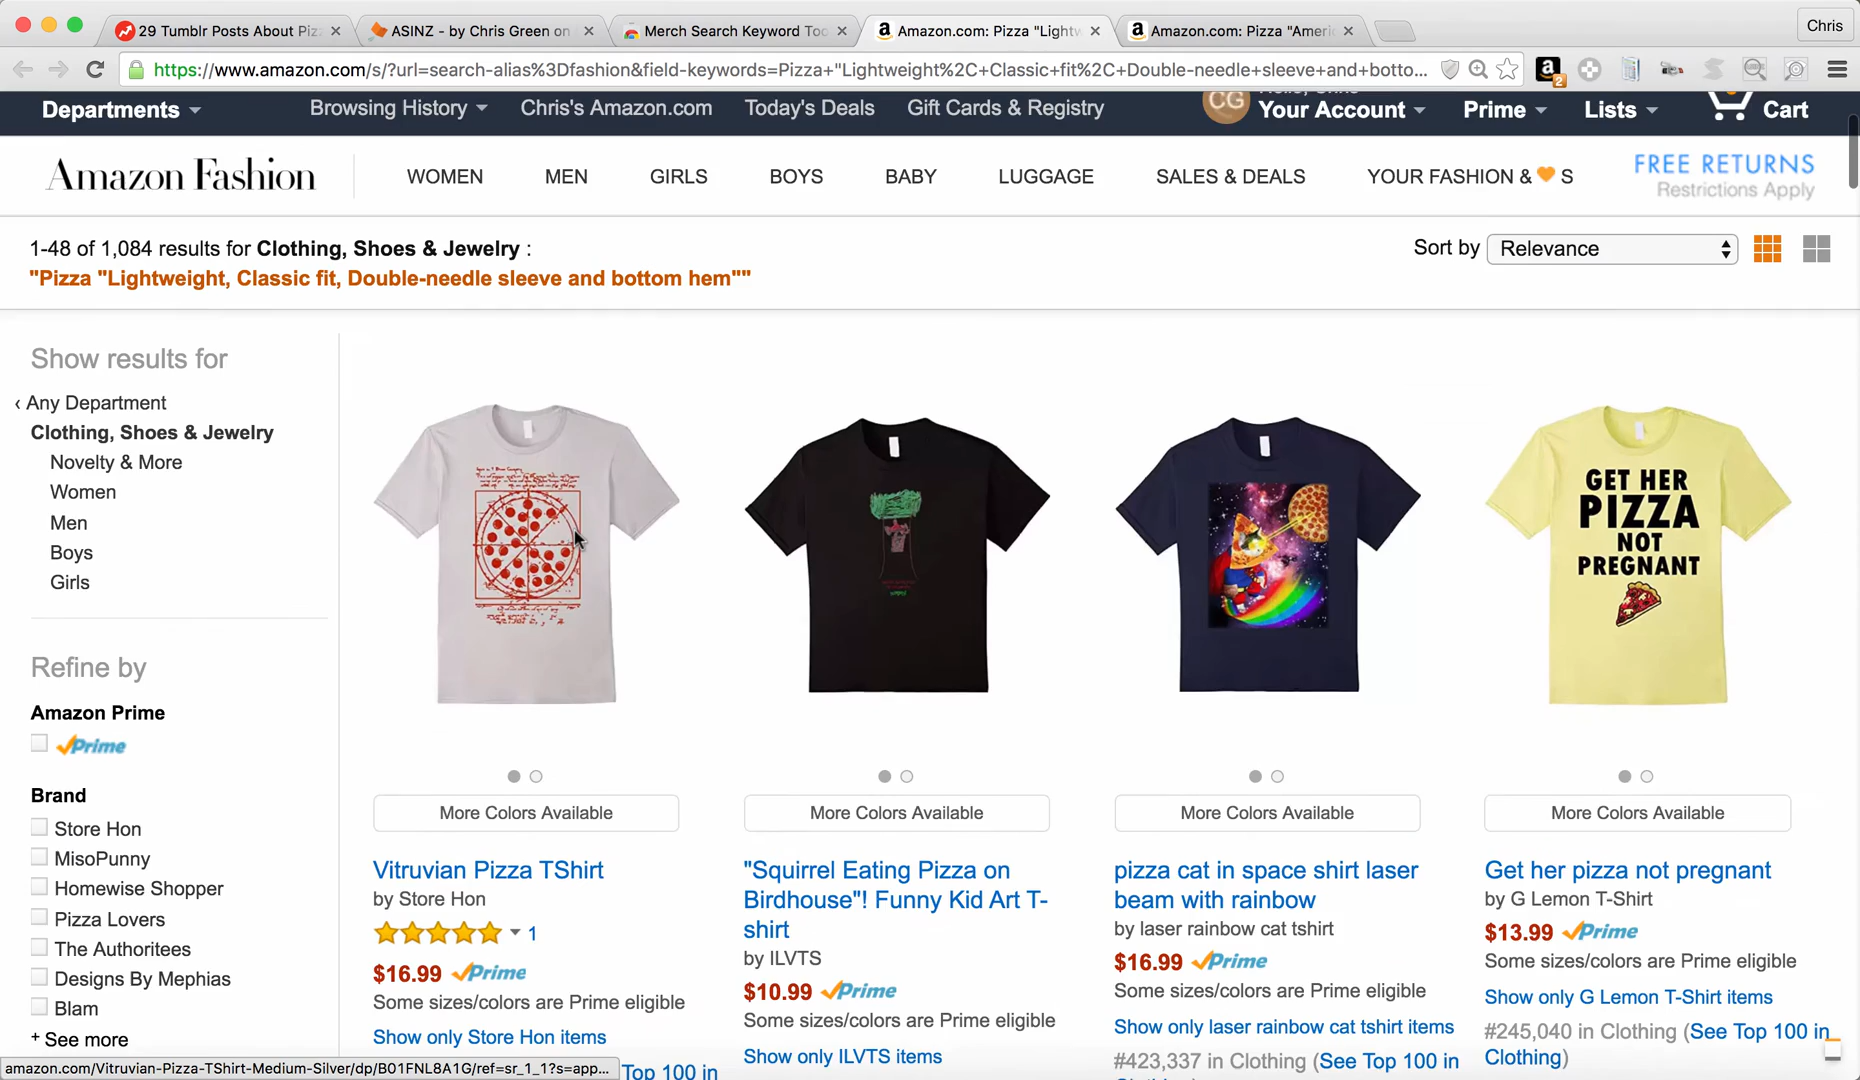 29 Tumblr Posts About Piz
ASINZ - by Chris Green on
Merch Search Keyword Too
Amazon.com: Pizza "Lightw
Amazon.com: Pizza "Ameri
Chris
https://www.amazon.com/s/?url=search-alias%3Dfashion&field-keywords=Pizza+"Lightweight%2C+Classic+fit%2C+Double-needle+sleeve+and+botto...
2
Departments
Browsing History
Chris's Amazon.com
Today's Deals
Gift Cards & Registry
CG
Hello, Chris
Your Account
Prime
Lists
Cart
Amazon Fashion
WOMEN
MEN
GIRLS
BOYS
BABY
LUGGAGE
SALES & DEALS
YOUR FASHION & 🧡 S
FREE RETURNS
Restrictions Apply
1-48 of 1,084 results for Clothing, Shoes & Jewelry :
"Pizza "Lightweight, Classic fit, Double-needle sleeve and bottom hem""
Sort by
Relevance
Show results for
‹ Any Department
Clothing, Shoes & Jewelry
Novelty & More
Women
Men
Boys
Girls
Refine by
Amazon Prime
Prime
Brand
Store Hon
MisoPunny
Homewise Shopper
Pizza Lovers
The Authoritees
Designs By Mephias
Blam
+ See more
More Colors Available
Vitruvian Pizza TShirt
by Store Hon
1
$16.99 Prime
Some sizes/colors are Prime eligible
Show only Store Hon items
Top 100 in
More Colors Available
"Squirrel Eating Pizza on
Birdhouse"! Funny Kid Art T-
shirt
by ILVTS
$10.99 Prime
Some sizes/colors are Prime eligible
Show only ILVTS items
More Colors Available
pizza cat in space shirt laser
beam with rainbow
by laser rainbow cat tshirt
$16.99 Prime
Some sizes/colors are Prime eligible
Show only laser rainbow cat tshirt items
#423,337 in Clothing (See Top 100 in
GET HER
PIZZA
NOT
PREGNANT
More Colors Available
Get her pizza not pregnant
by G Lemon T-Shirt
$13.99 Prime
Some sizes/colors are Prime eligible
Show only G Lemon T-Shirt items
#245,040 in Clothing (See Top 100 in
Clothing)
amazon.com/Vitruvian-Pizza-TShirt-Medium-Silver/dp/B01FNL8A1G/ref=sr_1_1?s=app...